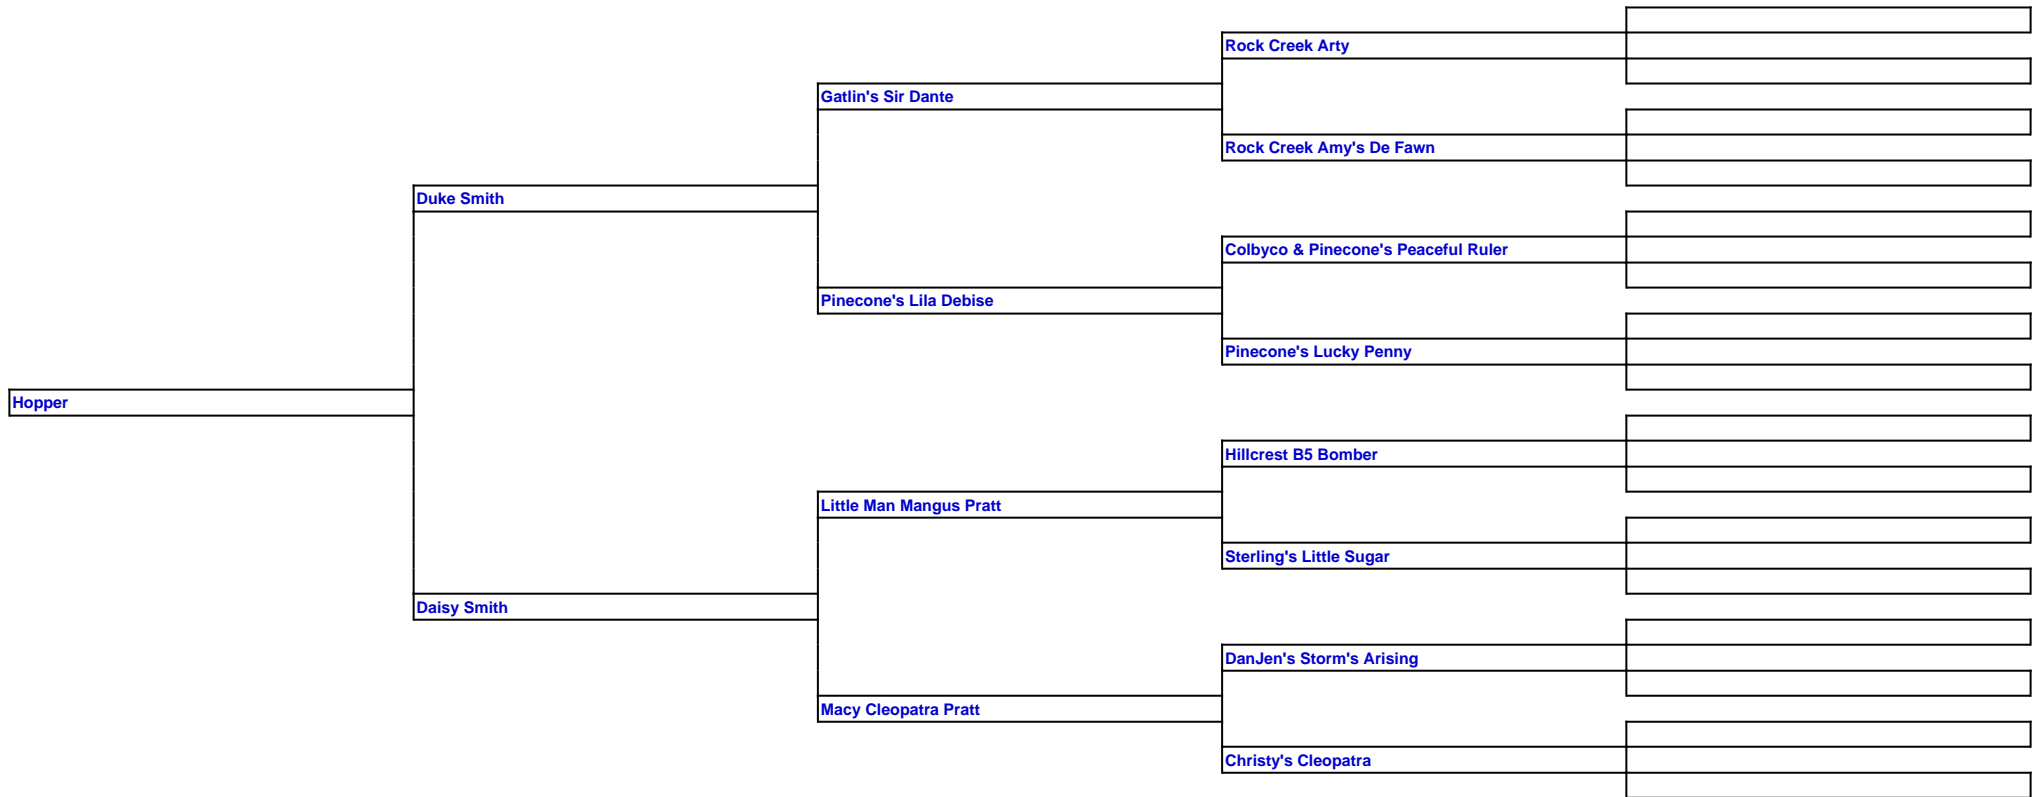 Rock Creek Arty
Gatlin's Sir Dante
Rock Creek Amy's De Fawn
Duke Smith
Colbyco & Pinecone's Peaceful Ruler
Pinecone's Lila Debise
Pinecone's Lucky Penny
Hopper
Hillcrest B5 Bomber
Little Man Mangus Pratt
Sterling's Little Sugar
Daisy Smith
DanJen's Storm's Arising
Macy Cleopatra Pratt
Christy's Cleopatra